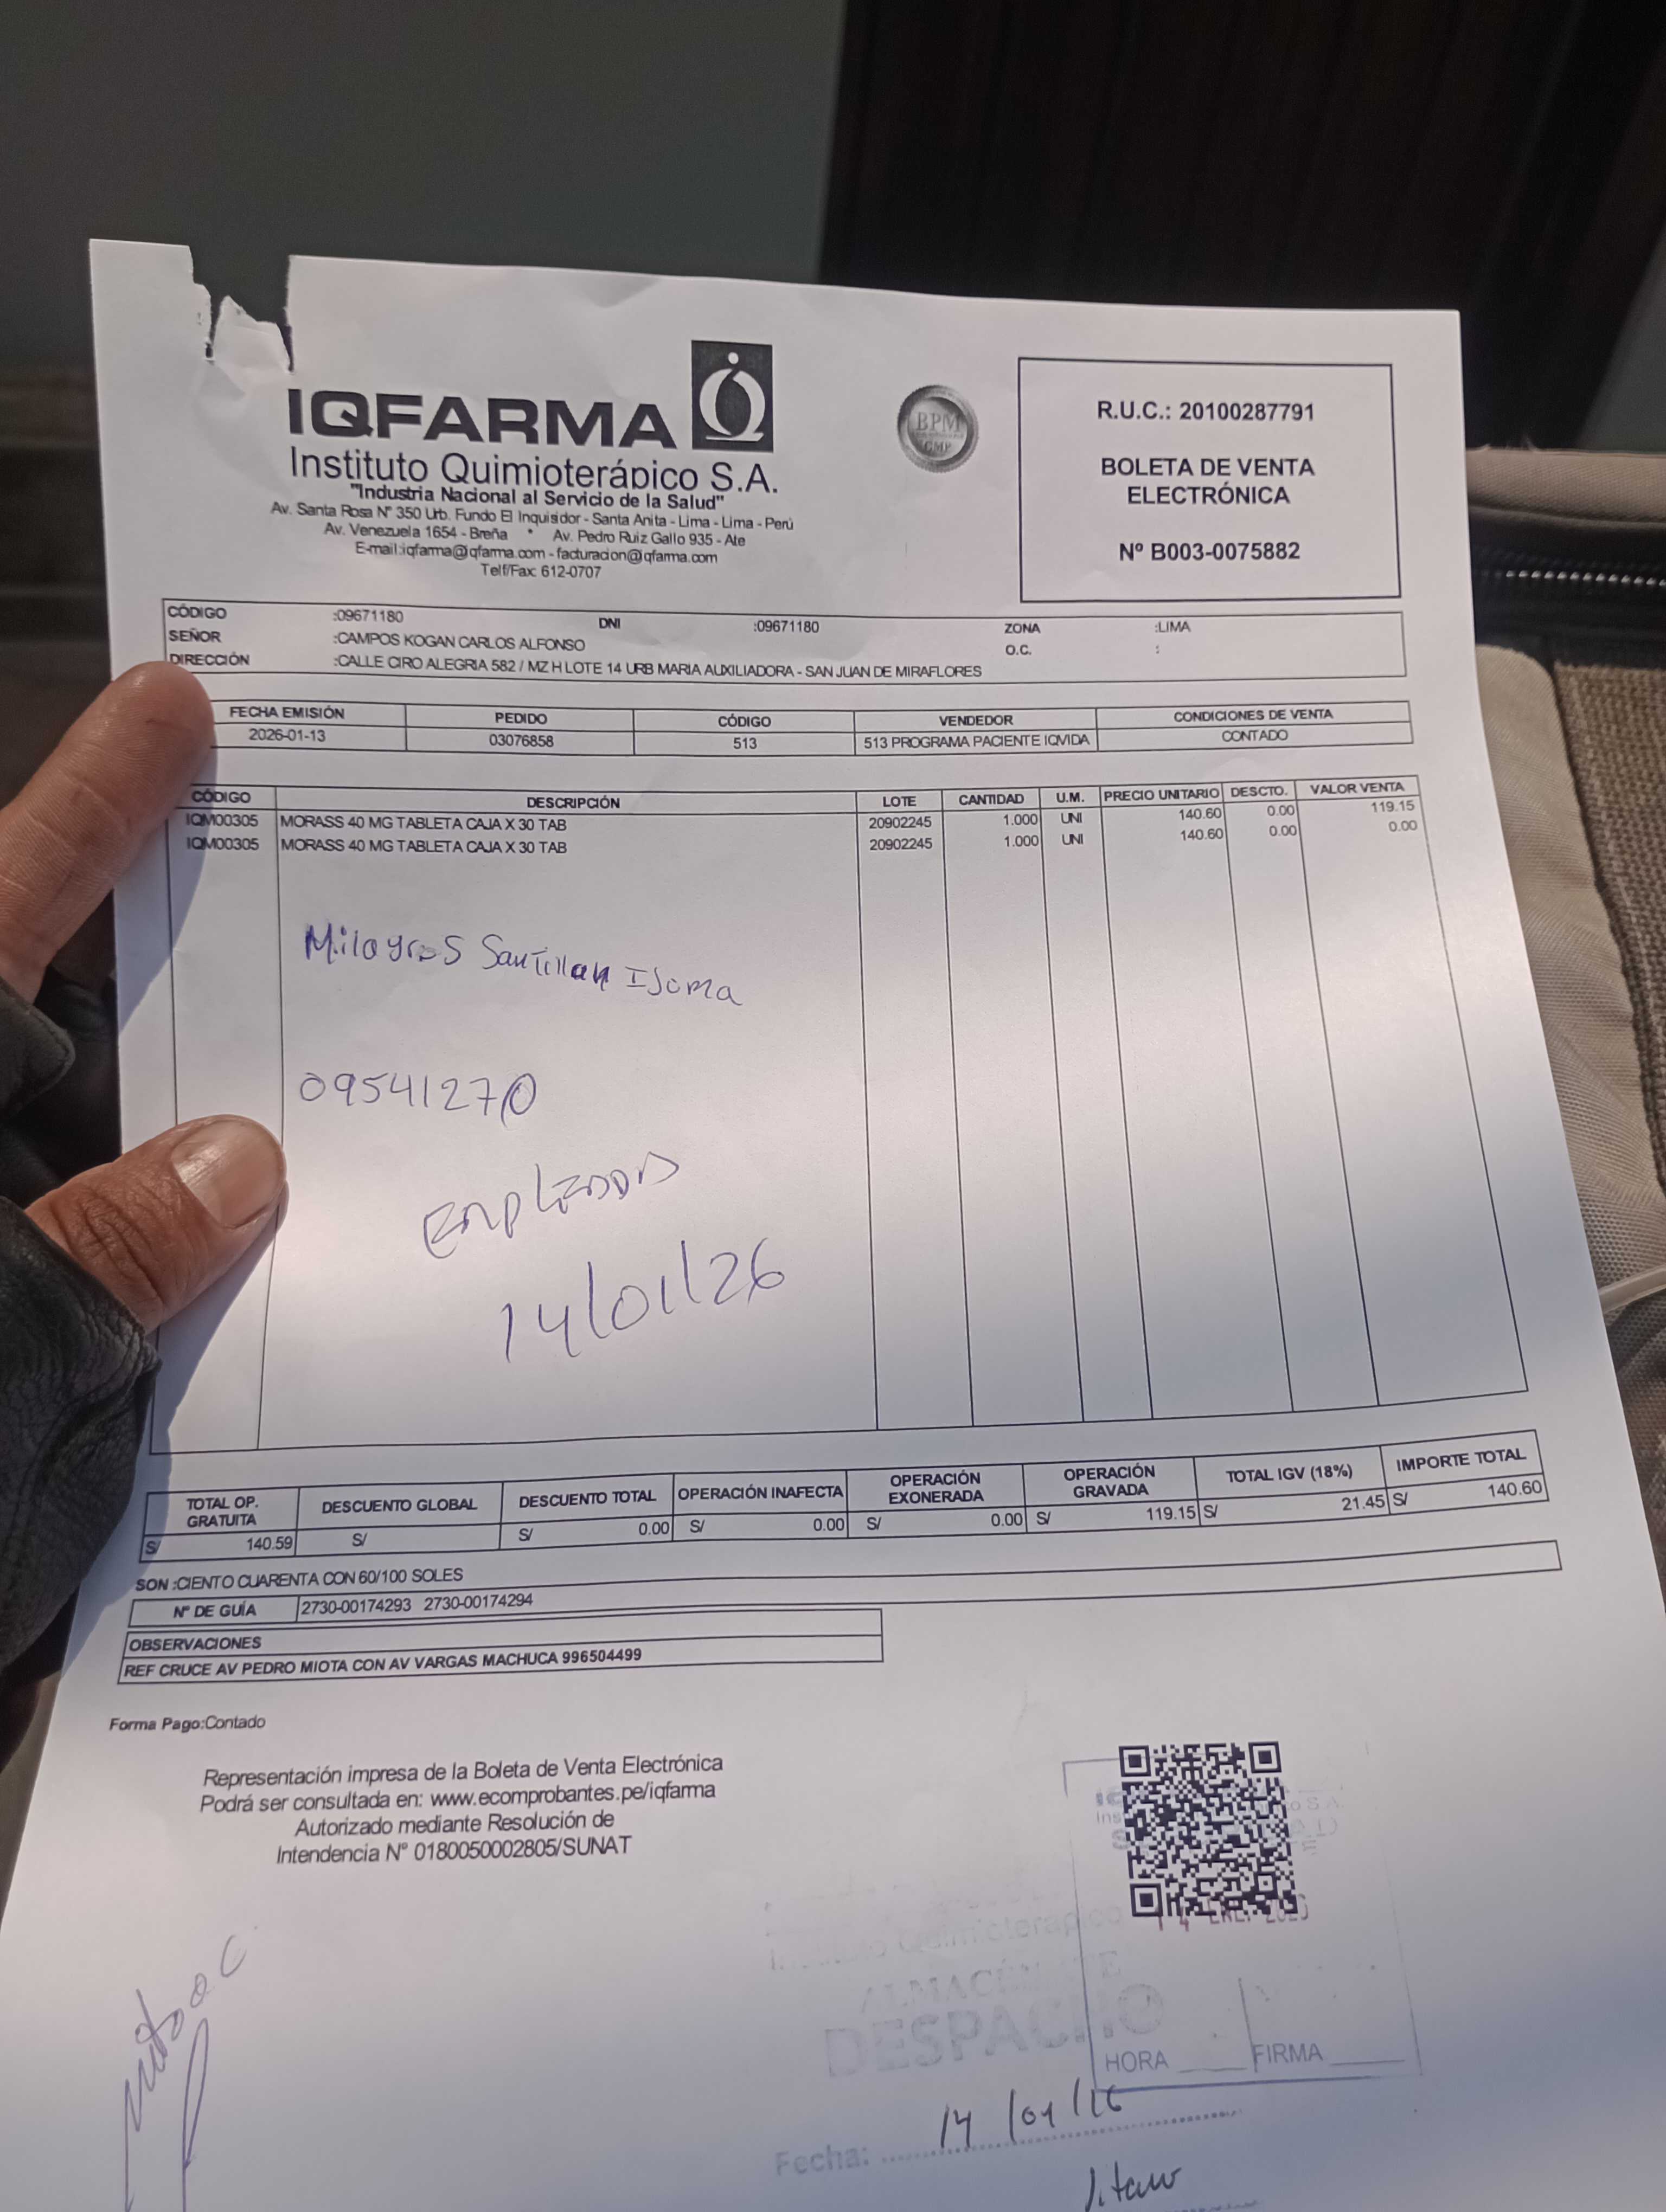 IQFARMA
Instituto Quimioterápico S.A.
"Industria Nacional al Servicio de la Salud"
Av. Santa Rosa N° 350 Urb. Fundo El Inquisidor - Santa Anita - Lima - Lima - Perú
Av. Venezuela 1654 - Breña * Av. Pedro Ruiz Gallo 935 - Ate
E-mail:iqfarma@iqfarma.com - facturacion@iqfarma.com
Telf/Fax: 612-0707
BPM
GMP
R.U.C.: 20100287791
BOLETA DE VENTA
ELECTRÓNICA
Nº B003-0075882
CÓDIGO :09671180 DNI :09671180 ZONA :LIMA
SEÑOR :CAMPOS KOGAN CARLOS ALFONSO O.C. :
DIRECCIÓN :CALLE CIRO ALEGRIA 582 / MZ H LOTE 14 URB MARIA AUXILIADORA - SAN JUAN DE MIRAFLORES
FECHA EMISIÓN PEDIDO CÓDIGO VENDEDOR CONDICIONES DE VENTA
2026-01-13 03076858 513 513 PROGRAMA PACIENTE IQVIDA CONTADO
CÓDIGO DESCRIPCIÓN LOTE CANTIDAD U.M. PRECIO UNITARIO DESCTO. VALOR VENTA
IQM00305 MORASS 40 MG TABLETA CAJA X 30 TAB 20902245 1.000 UNI 140.60 0.00 119.15
IQM00305 MORASS 40 MG TABLETA CAJA X 30 TAB 20902245 1.000 UNI 140.60 0.00 0.00
Milagros Santillan
09541270
14/01/26
TOTAL OP. GRATUITA DESCUENTO GLOBAL DESCUENTO TOTAL OPERACIÓN INAFECTA OPERACIÓN EXONERADA OPERACIÓN GRAVADA TOTAL IGV (18%) IMPORTE TOTAL
S/ 140.59 S/ S/ 0.00 S/ 0.00 S/ 0.00 S/ 119.15 S/ 21.45 S/ 140.60
SON :CIENTO CUARENTA CON 60/100 SOLES
Nº DE GUÍA 2730-00174293 2730-00174294
OBSERVACIONES
REF CRUCE AV PEDRO MIOTA CON AV VARGAS MACHUCA 996504499
Forma Pago:Contado
Representación impresa de la Boleta de Venta Electrónica
Podrá ser consultada en: www.ecomprobantes.pe/iqfarma
Autorizado mediante Resolución de
Intendencia N° 0180050002805/SUNAT
Quimioterapico
ALMACÉN DE
DESPACHO
HORA FIRMA
Fecha: 14/01/26